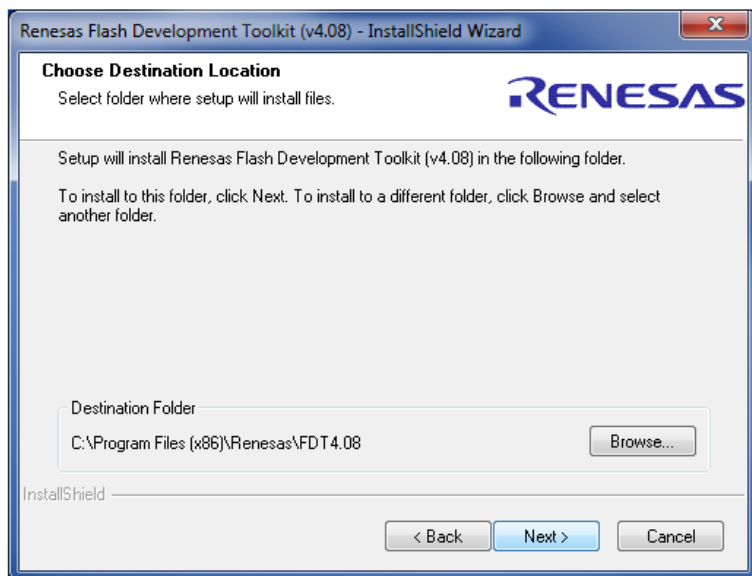 Renesas Flash Development Toolkit (v4.08) - InstallShield Wizard
X
Choose Destination Location
Select folder where setup will install files.
RENESAS
Setup will install Renesas Flash Development Toolkit (v4.08) in the following folder.
To install to this folder, click Next. To install to a different folder, click Browse and select
another folder.
Destination Folder
C:\Program Files (x86)\Renesas\FDT4.08
Browse...
InstallShield
< Back
Next >
Cancel